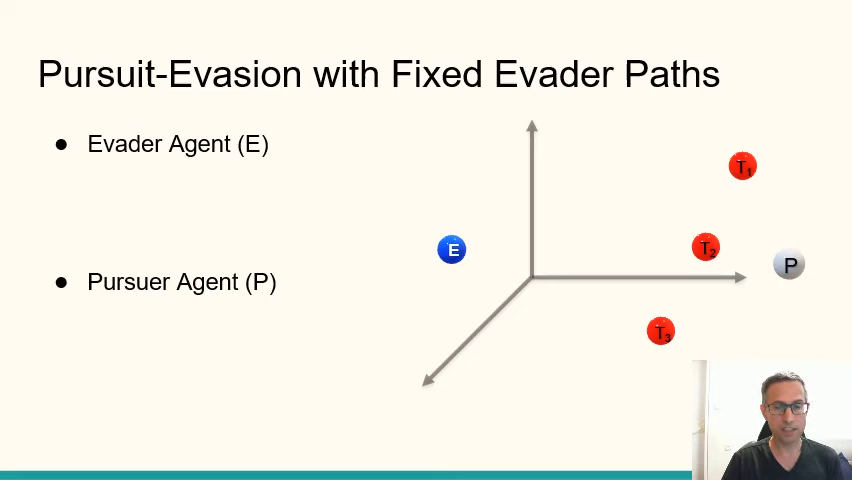 Pursuit-Evasion with Fixed Evader Paths
● Evader Agent (E)
● Pursuer Agent (P)
T1
E
T2
P
T3